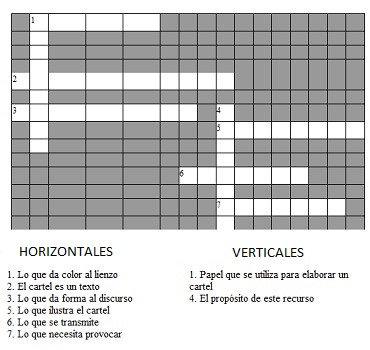 1
2
3
4
5
6
7
HORIZONTALES
1. Lo que da color al lienzo
2. El cartel es un texto
3. Lo que da forma al discurso
5. Lo que ilustra el cartel
6. Lo que se transmite
7. Lo que necesita provocar
VERTICALES
1. Papel que se utiliza para elaborar un
cartel
4. El propósito de este recurso